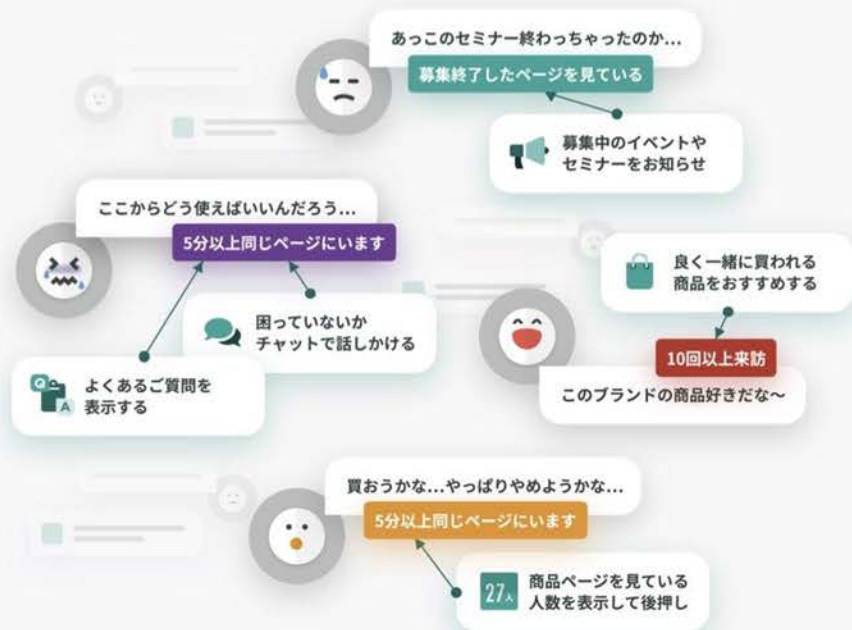 あっこのセミナー終わっちゃったのか...
募集終了したページを見ている
募集中のイベントや
セミナーをお知らせ
ここからどう使えばいいんだろう...
5分以上同じページにいます
困っていないか
チャットで話しかける
Q
A
よくあるご質問を
表示する
良く一緒に買われる
商品をおすすめする
10回以上来訪
このブランドの商品好きだな〜
買おうかな...やっぱりやめようかな...
5分以上同じページにいます
27人
商品ページを見ている
人数を表示して後押し